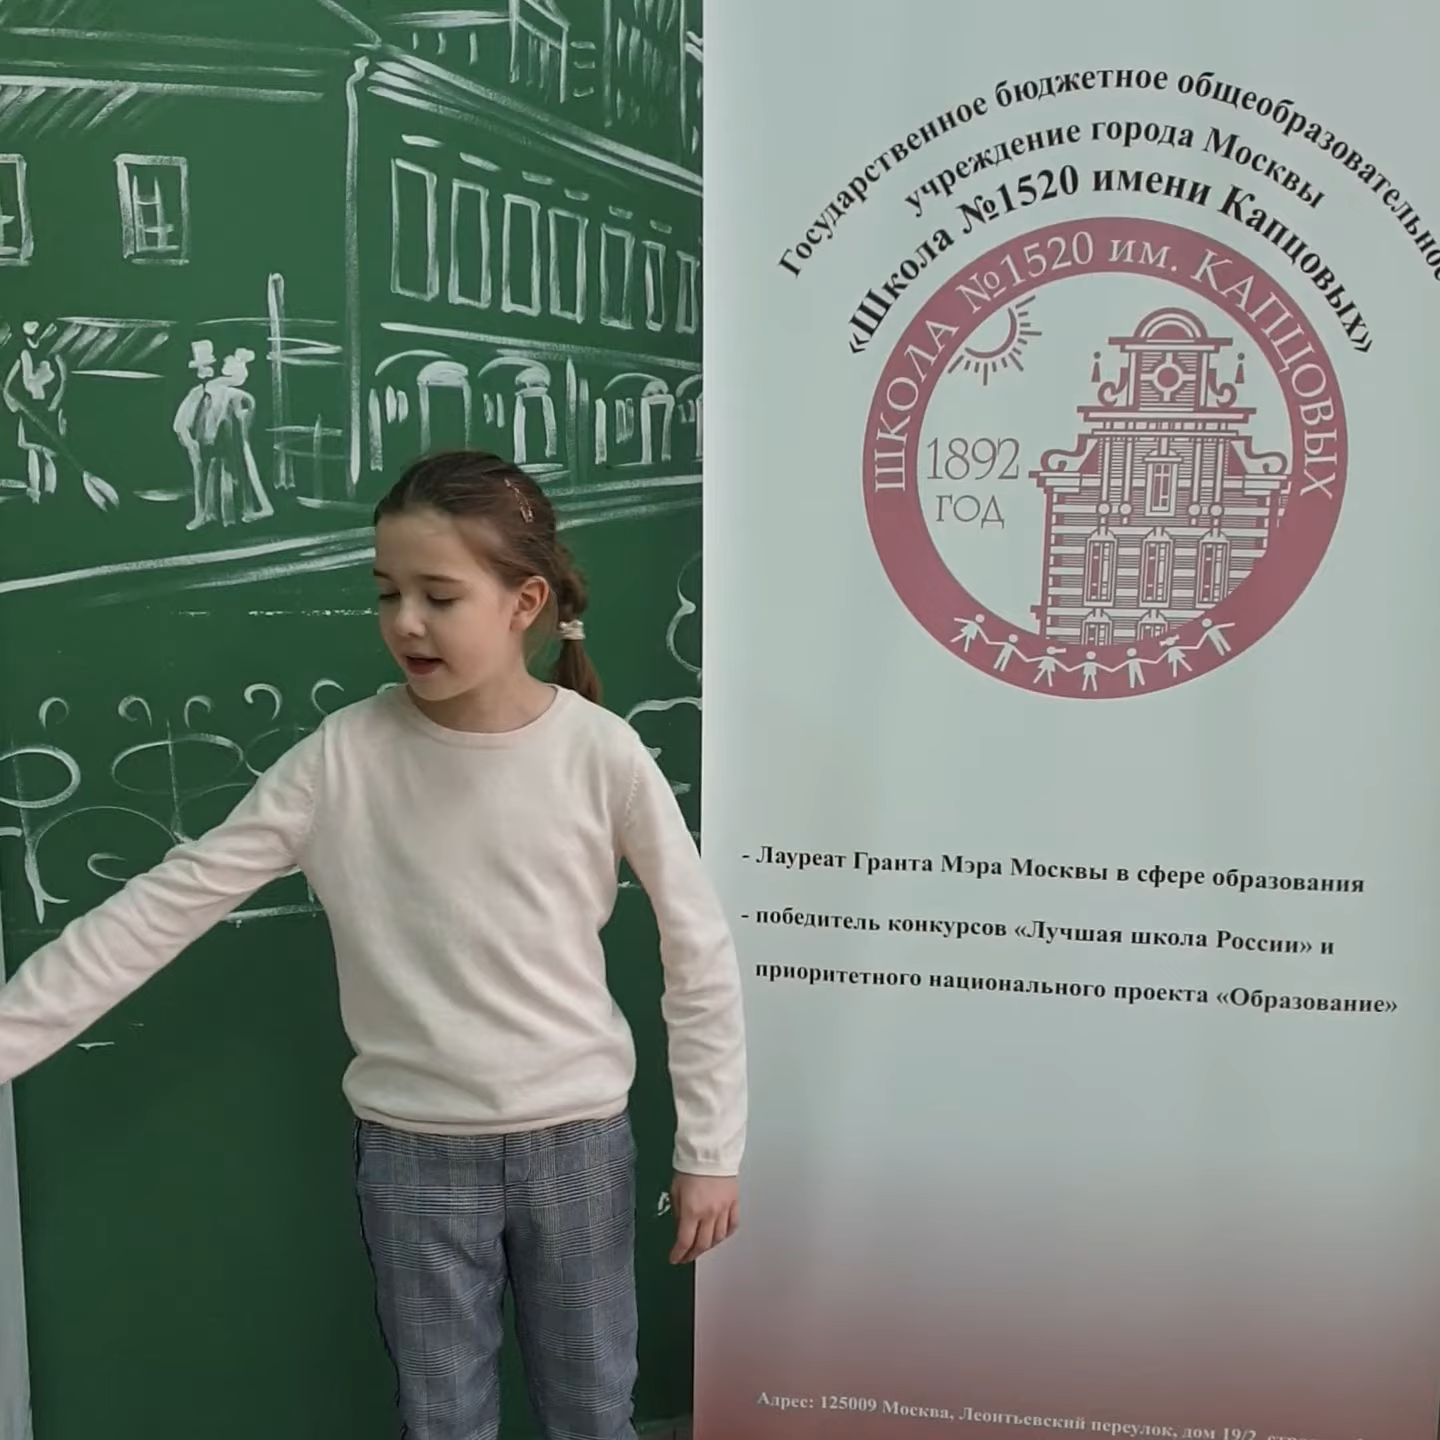 Государственное бюджетное общеобразовательное
учреждение города Москвы
«Школа №1520 имени Капцовых»
ШКОЛА №1520 ИМ. КАПЦОВЫХ
1892
ГОД
- Лауреат Гранта Мэра Москвы в сфере образования
- победитель конкурсов «Лучшая школа России» и
приоритетного национального проекта «Образование»
Адрес: 125009 Москва, Леонтьевский переулок, дом 19/2,